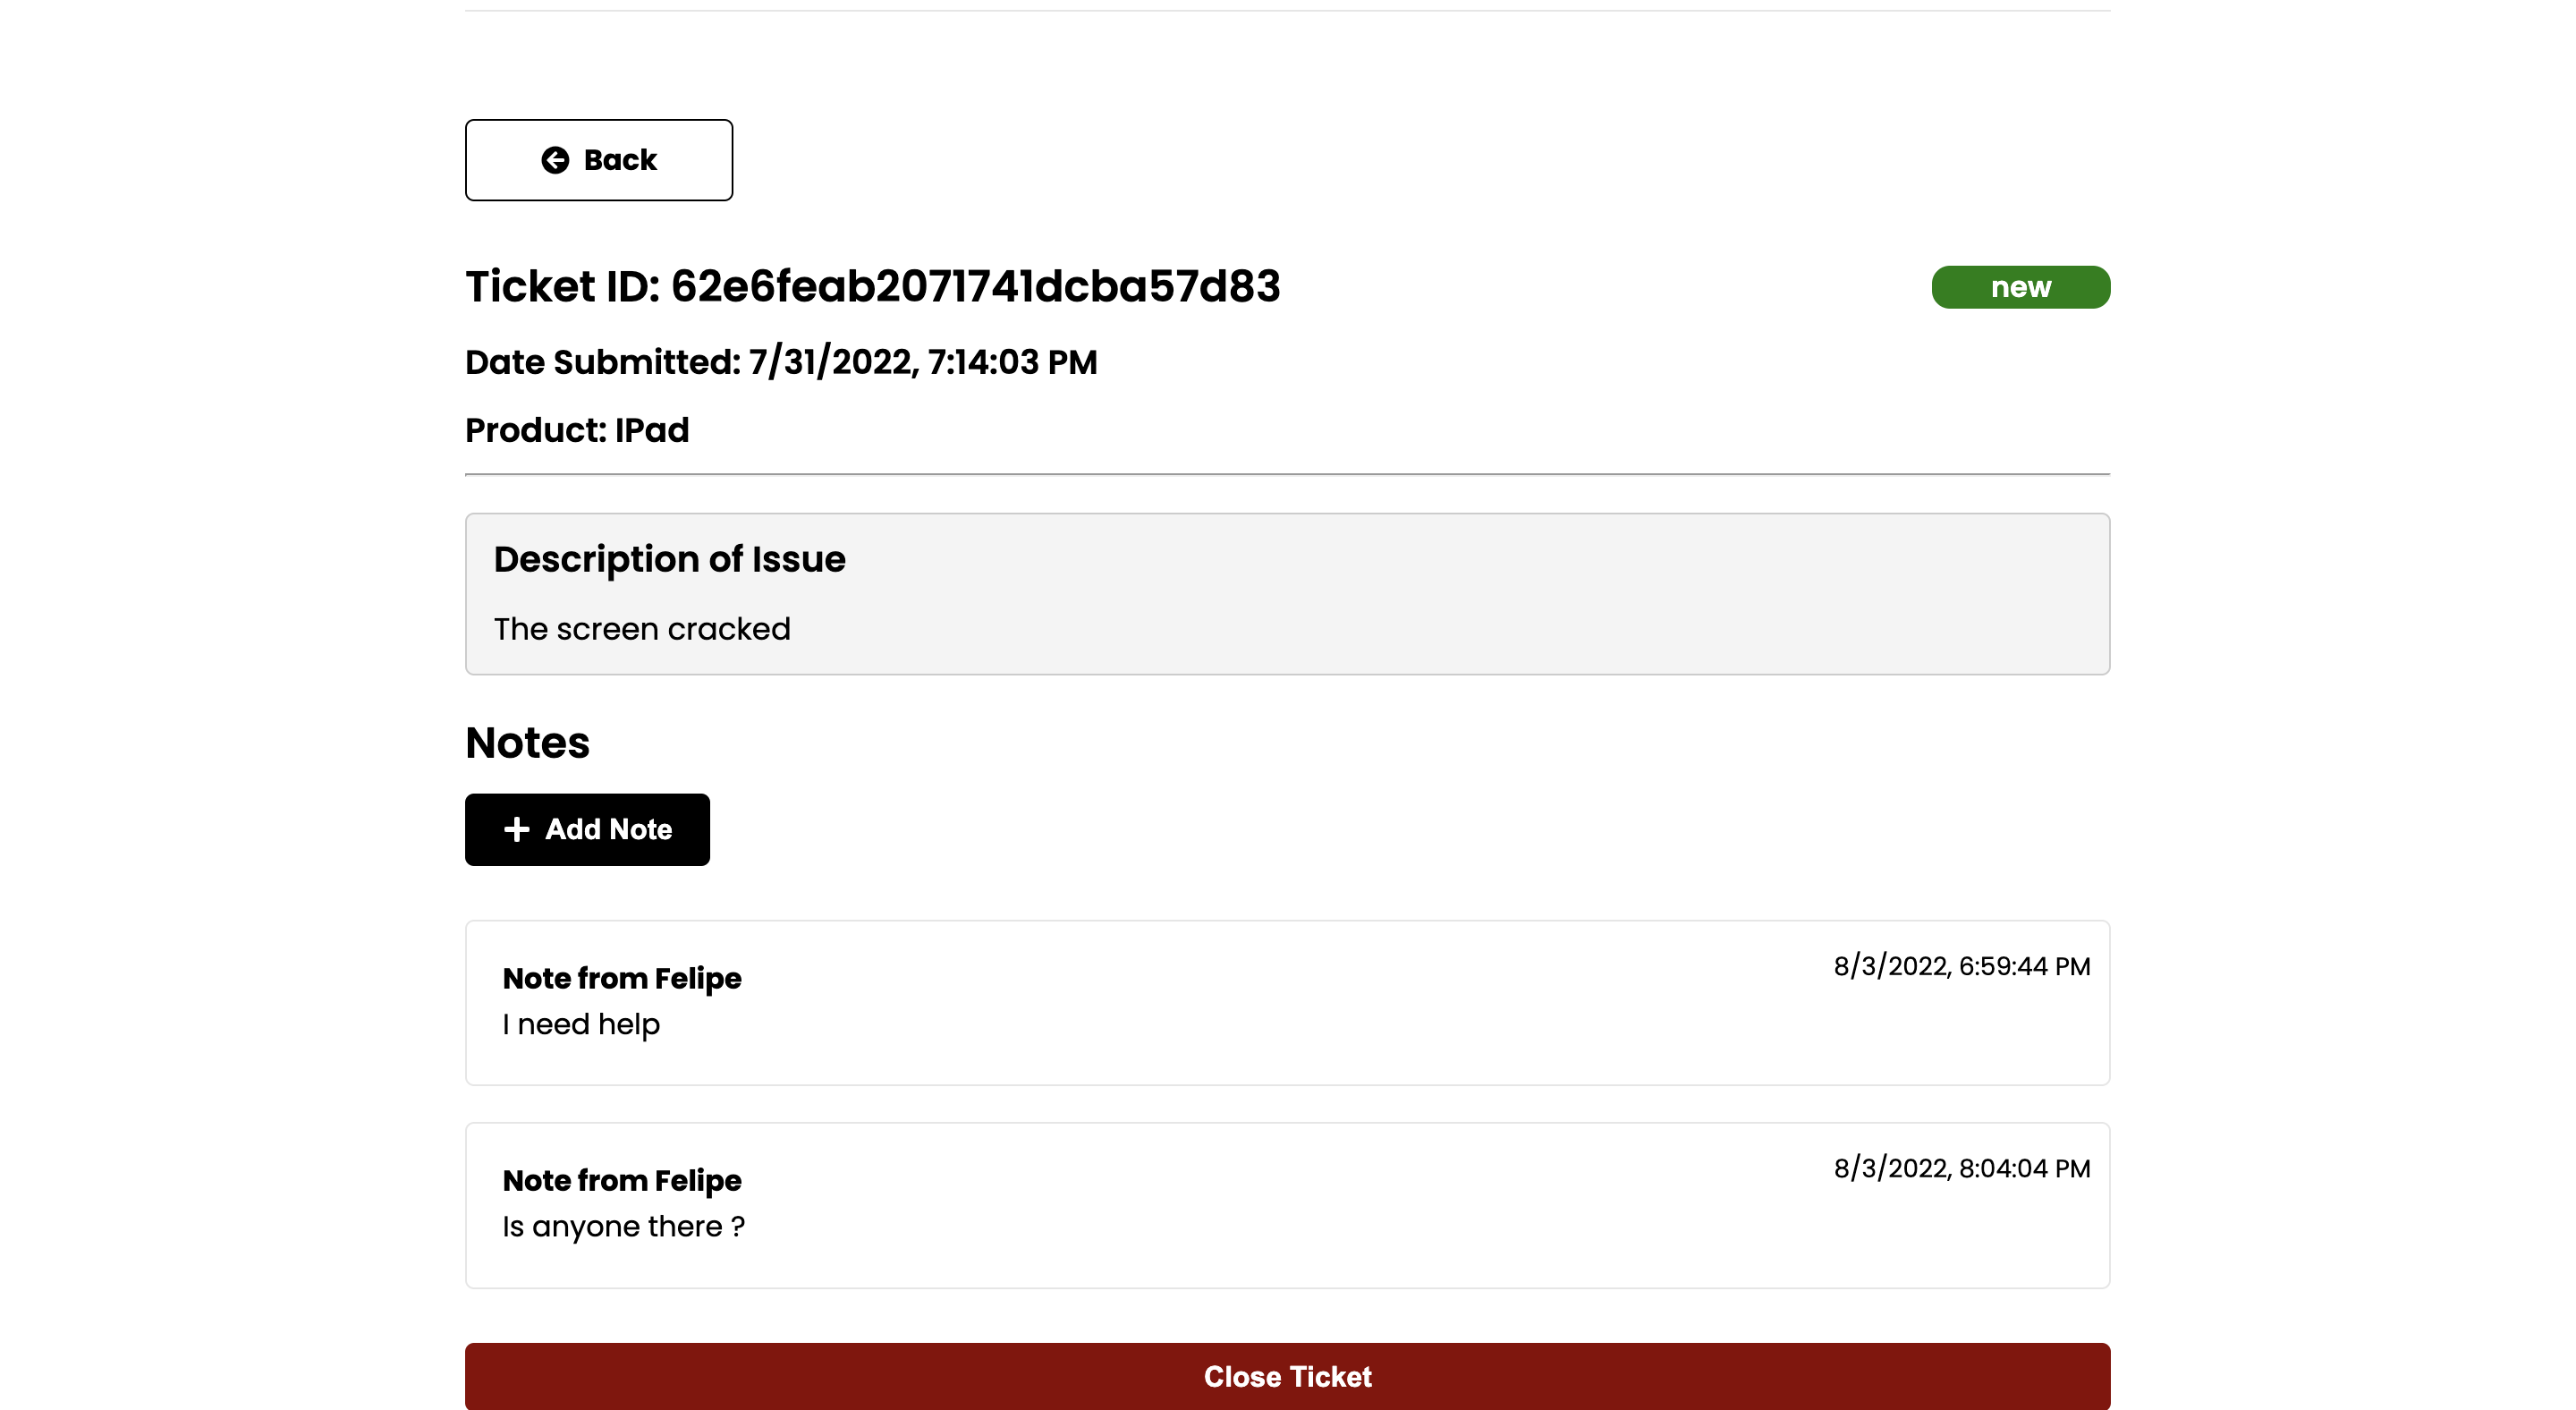 Back
Ticket ID: 62e6feab2071741dcba57d83
new
Date Submitted: 7/31/2022, 7:14:03 PM
Product: IPad
Description of Issue
The screen cracked
Notes
Add Note
Note from Felipe
8/3/2022, 6:59:44 PM
I need help
Note from Felipe
8/3/2022, 8:04:04 PM
Is anyone there ?
Close Ticket